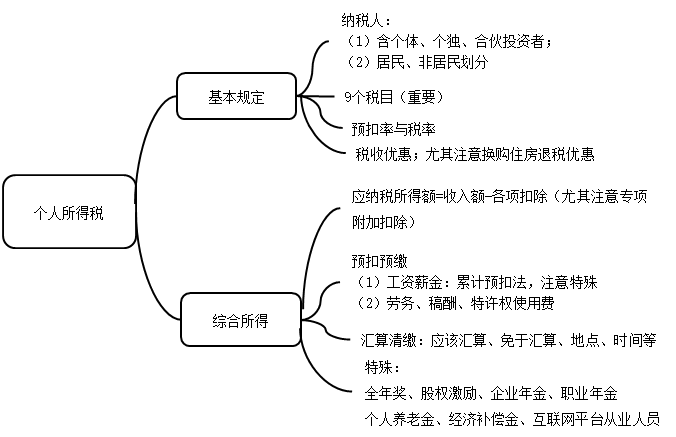 纳税人：
（1）含个体、个独、合伙投资者；
（2）居民、非居民划分
基本规定
9个税目（重要）
预扣率与税率
税收优惠；尤其注意换购住房退税优惠
个人所得税
应纳税所得额=收入额-各项扣除（尤其注意专项
附加扣除）
预扣预缴
（1）工资薪金：累计预扣法，注意特殊
（2）劳务、稿酬、特许权使用费
综合所得
汇算清缴：应该汇算、免于汇算、地点、时间等
特殊：
全年奖、股权激励、企业年金、职业年金
个人养老金、经济补偿金、互联网平台从业人员